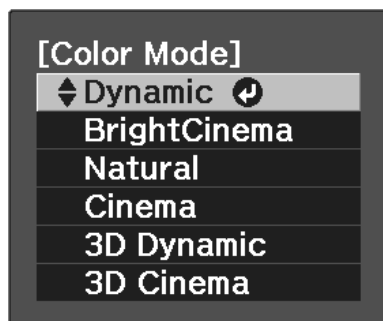 [Color Mode]
Dynamic
BrightCinema
Natural
Cinema
3D Dynamic
3D Cinema